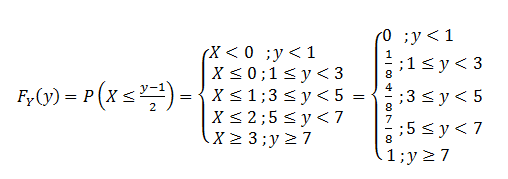 F_Y(y) = P(X ≤ (y−1)/2) = { X < 0 ; y < 1 = { 0 ; y < 1
X ≤ 0 ; 1 ≤ y < 3 1/8 ; 1 ≤ y < 3
X ≤ 1 ; 3 ≤ y < 5 4/8 ; 3 ≤ y < 5
X ≤ 2 ; 5 ≤ y < 7 7/8 ; 5 ≤ y < 7
X ≥ 3 ; y ≥ 7 1 ; y ≥ 7